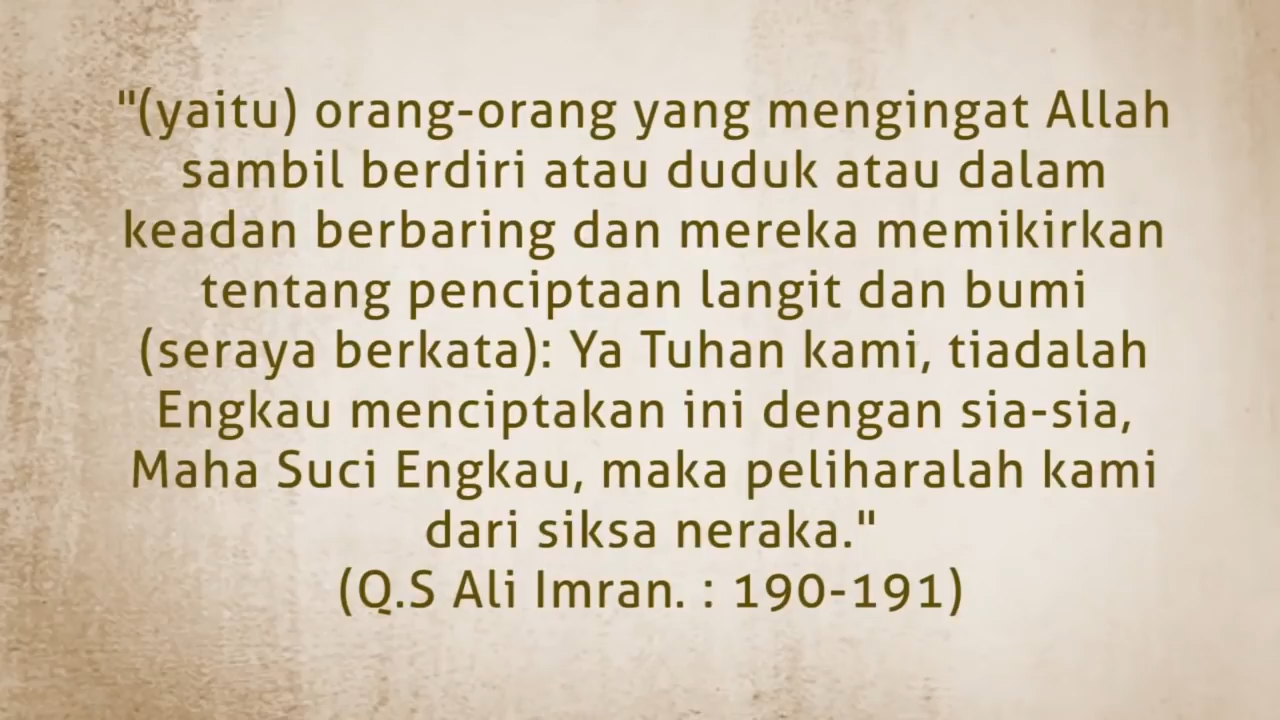 "(yaitu) orang-orang yang mengingat Allah
sambil berdiri atau duduk atau dalam
keadan berbaring dan mereka memikirkan
tentang penciptaan langit dan bumi
(seraya berkata): Ya Tuhan kami, tiadalah
Engkau menciptakan ini dengan sia-sia,
Maha Suci Engkau, maka peliharalah kami
dari siksa neraka."
(Q.S Ali Imran. : 190-191)